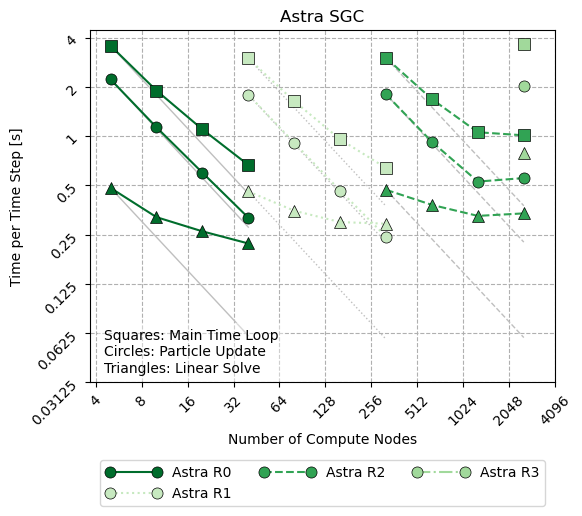 Astra SGC
Time per Time Step [s]
4
2
1
0.5
0.25
0.125
0.0625
0.03125
Squares: Main Time Loop
Circles: Particle Update
Triangles: Linear Solve
4 8 16 32 64 128 256 512 1024 2048 4096
Number of Compute Nodes
Astra R0 Astra R2 Astra R3
Astra R1